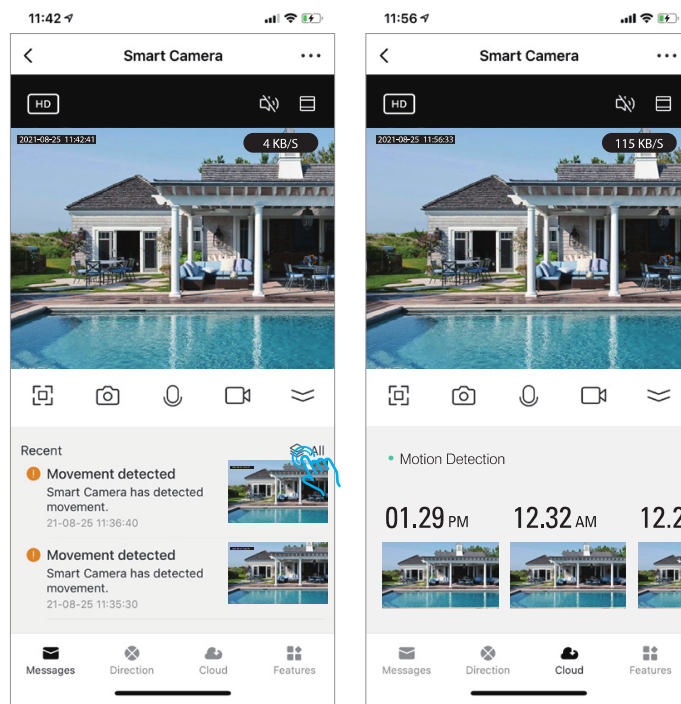 11:42
Smart Camera
HD
2021-08-25 11:42:41
4 KB/S
Recent
All
Movement detected
Smart Camera has detected
movement.
21-08-25 11:36:40
Movement detected
Smart Camera has detected
movement.
21-08-25 11:35:30
Messages Direction Cloud Features
11:56
Smart Camera
HD
2021-08-25 11:56:33
115 KB/S
Motion Detection
01.29 PM 12.32 AM 12.2
Messages Direction Cloud Features